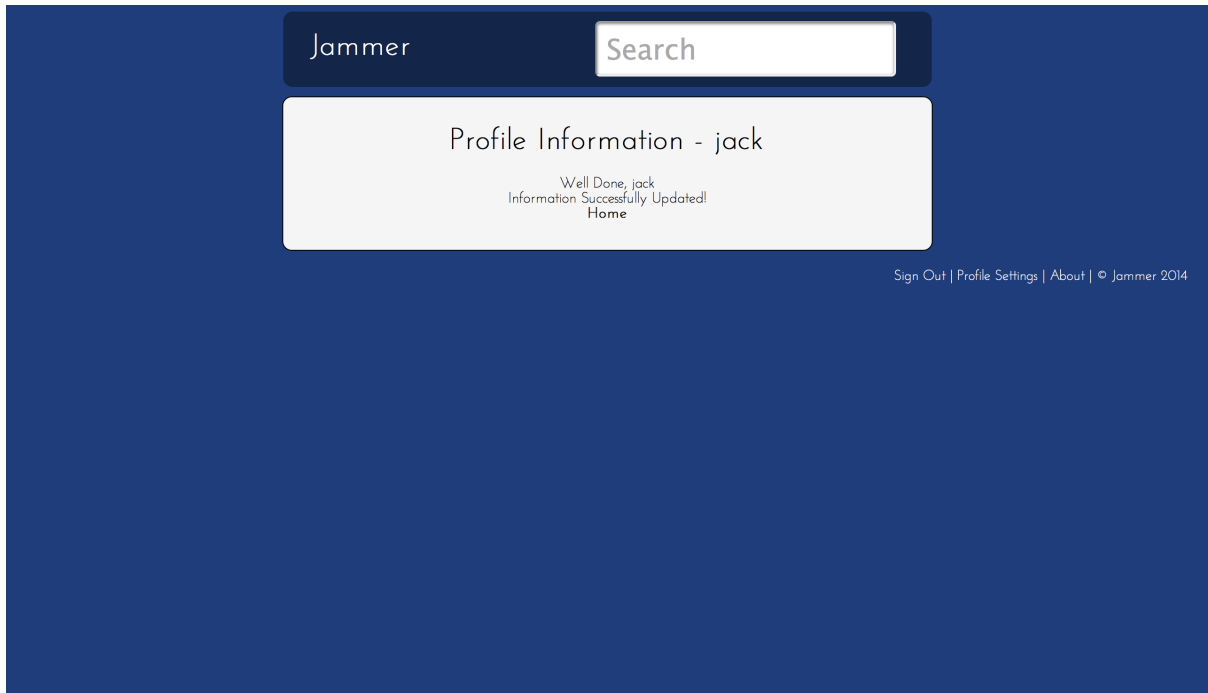 Jammer
Search
Profile Information - jack
Well Done, jack
Information Successfully Updated!
Home
Sign Out | Profile Settings | About | © Jammer 2014